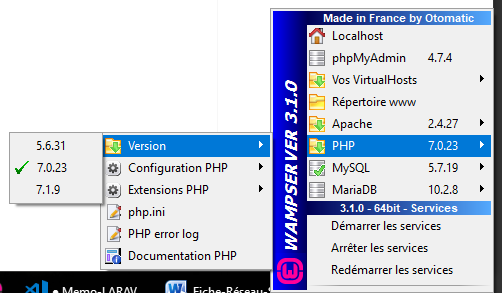 Made in France by Otomatic
Localhost
phpMyAdmin 4.7.4
Vos VirtualHosts
Répertoire www
Apache 2.4.27
PHP 7.0.23
MySQL 5.7.19
MariaDB 10.2.8
3.1.0 - 64bit - Services
Démarrer les services
Arrêter les services
Redémarrer les services
WAMPSERVER 3.1.0
Version
Configuration PHP
Extensions PHP
php.ini
PHP error log
Documentation PHP
5.6.31
7.0.23
7.1.9
Memo-LARAV
Fiche-Réseau-S